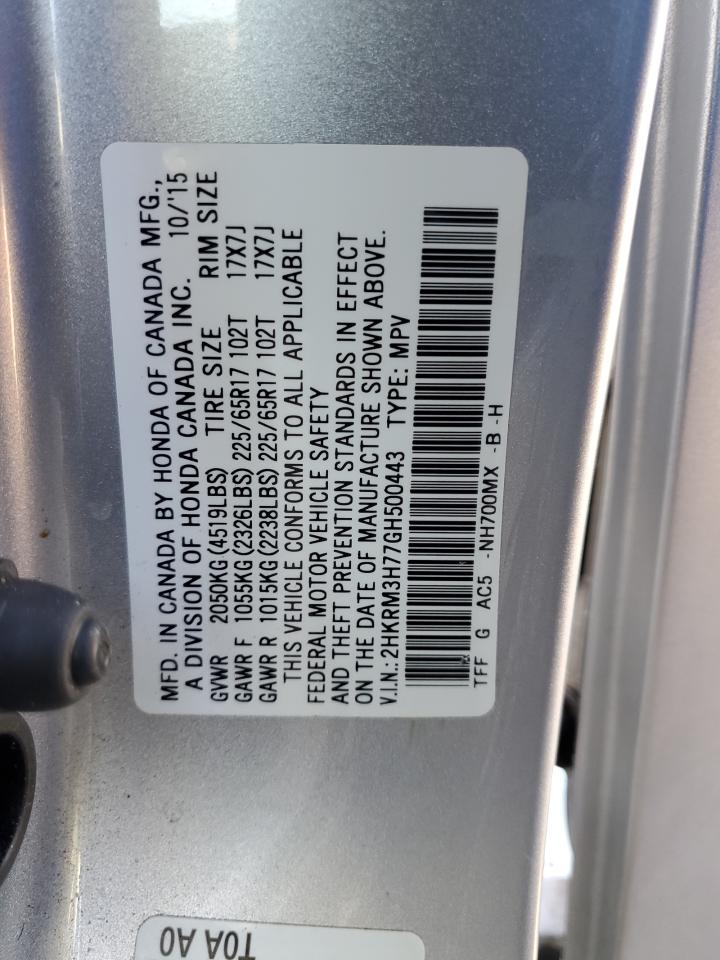 MFD. IN CANADA BY HONDA OF CANADA MFG.,
A DIVISION OF HONDA CANADA INC. 10/'15
GVWR 2050KG(4519LBS) TIRE SIZE RIM SIZE
GAWR F 1055KG(2326LBS) 225/65R17 102T 17X7J
GAWR R 1015KG(2238LBS) 225/65R17 102T 17X7J
THIS VEHICLE CONFORMS TO ALL APPLICABLE
FEDERAL MOTOR VEHICLE SAFETY
AND THEFT PREVENTION STANDARDS IN EFFECT
ON THE DATE OF MANUFACTURE SHOWN ABOVE.
V.I.N.: 2HKRM3H77GH500443 TYPE: MPV
TFF G AC5 -NH700MX -B -H
T0A A0